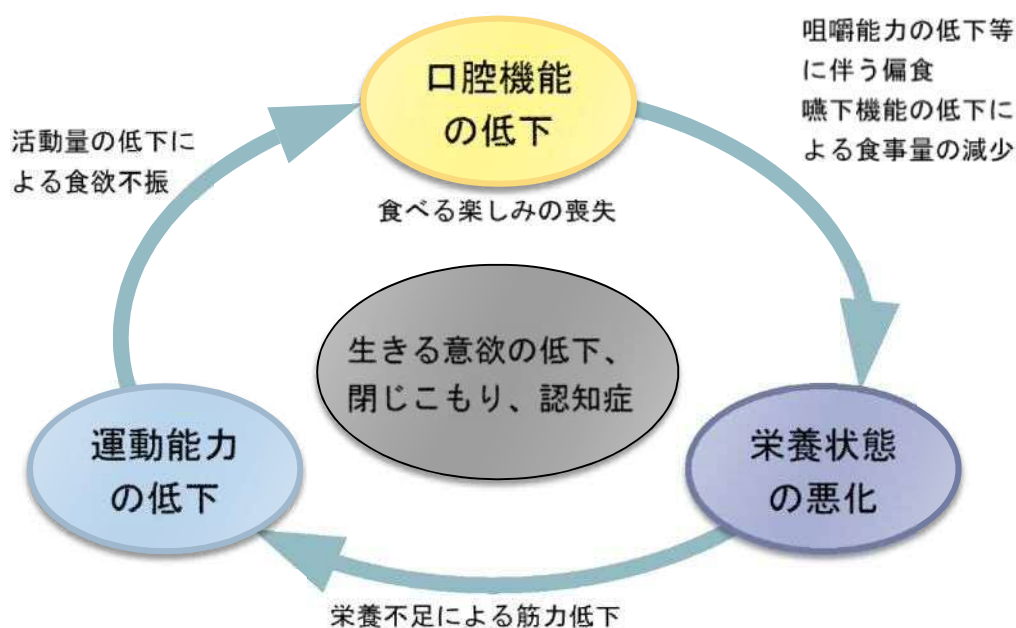 口腔機能
の低下
食べる楽しみの喪失
咀嚼能力の低下等
に伴う偏食
嚥下機能の低下に
よる食事量の減少
栄養状態
の悪化
栄養不足による筋力低下
運動能力
の低下
活動量の低下に
よる食欲不振
生きる意欲の低下、
閉じこもり、認知症